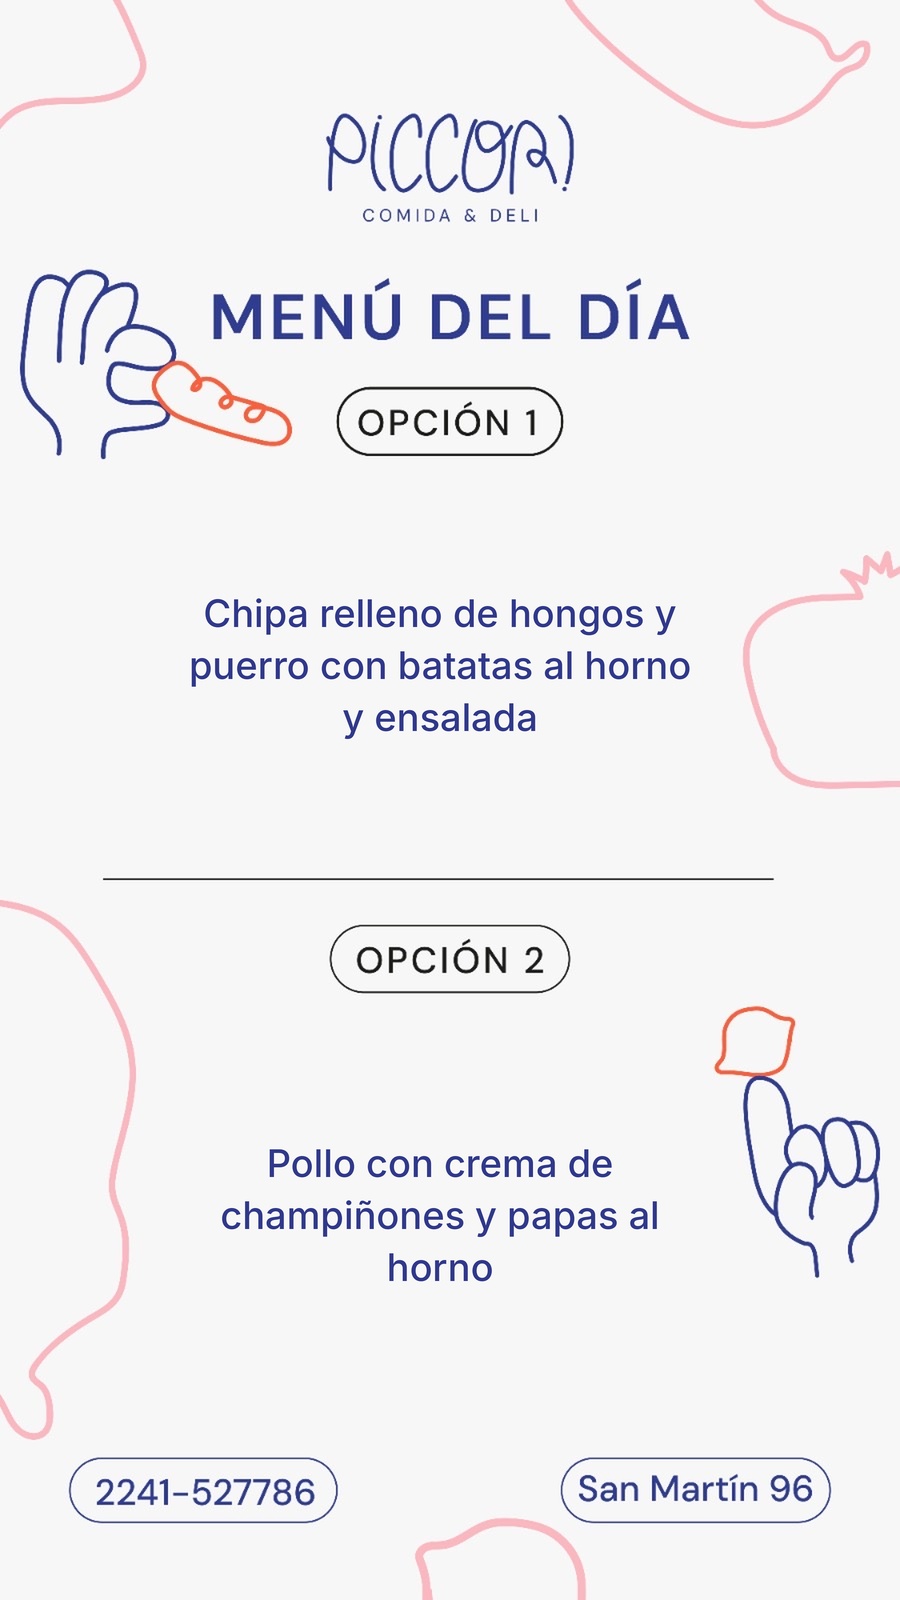 PICCOR!
COMIDA & DELI
MENÚ DEL DÍA
OPCIÓN 1
Chipa relleno de hongos y
puerro con batatas al horno
y ensalada
OPCIÓN 2
Pollo con crema de
champiñones y papas al
horno
2241-527786
San Martín 96